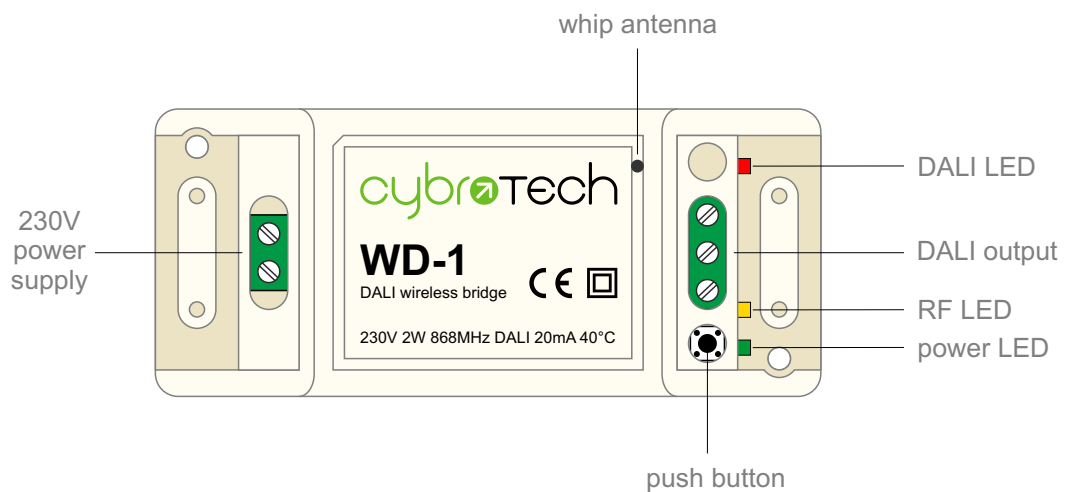 whip antenna
cybroTech
WD-1
DALI wireless bridge
CE
230V 2W 868MHz DALI 20mA 40°C
230V
power
supply
DALI LED
DALI output
RF LED
power LED
push button